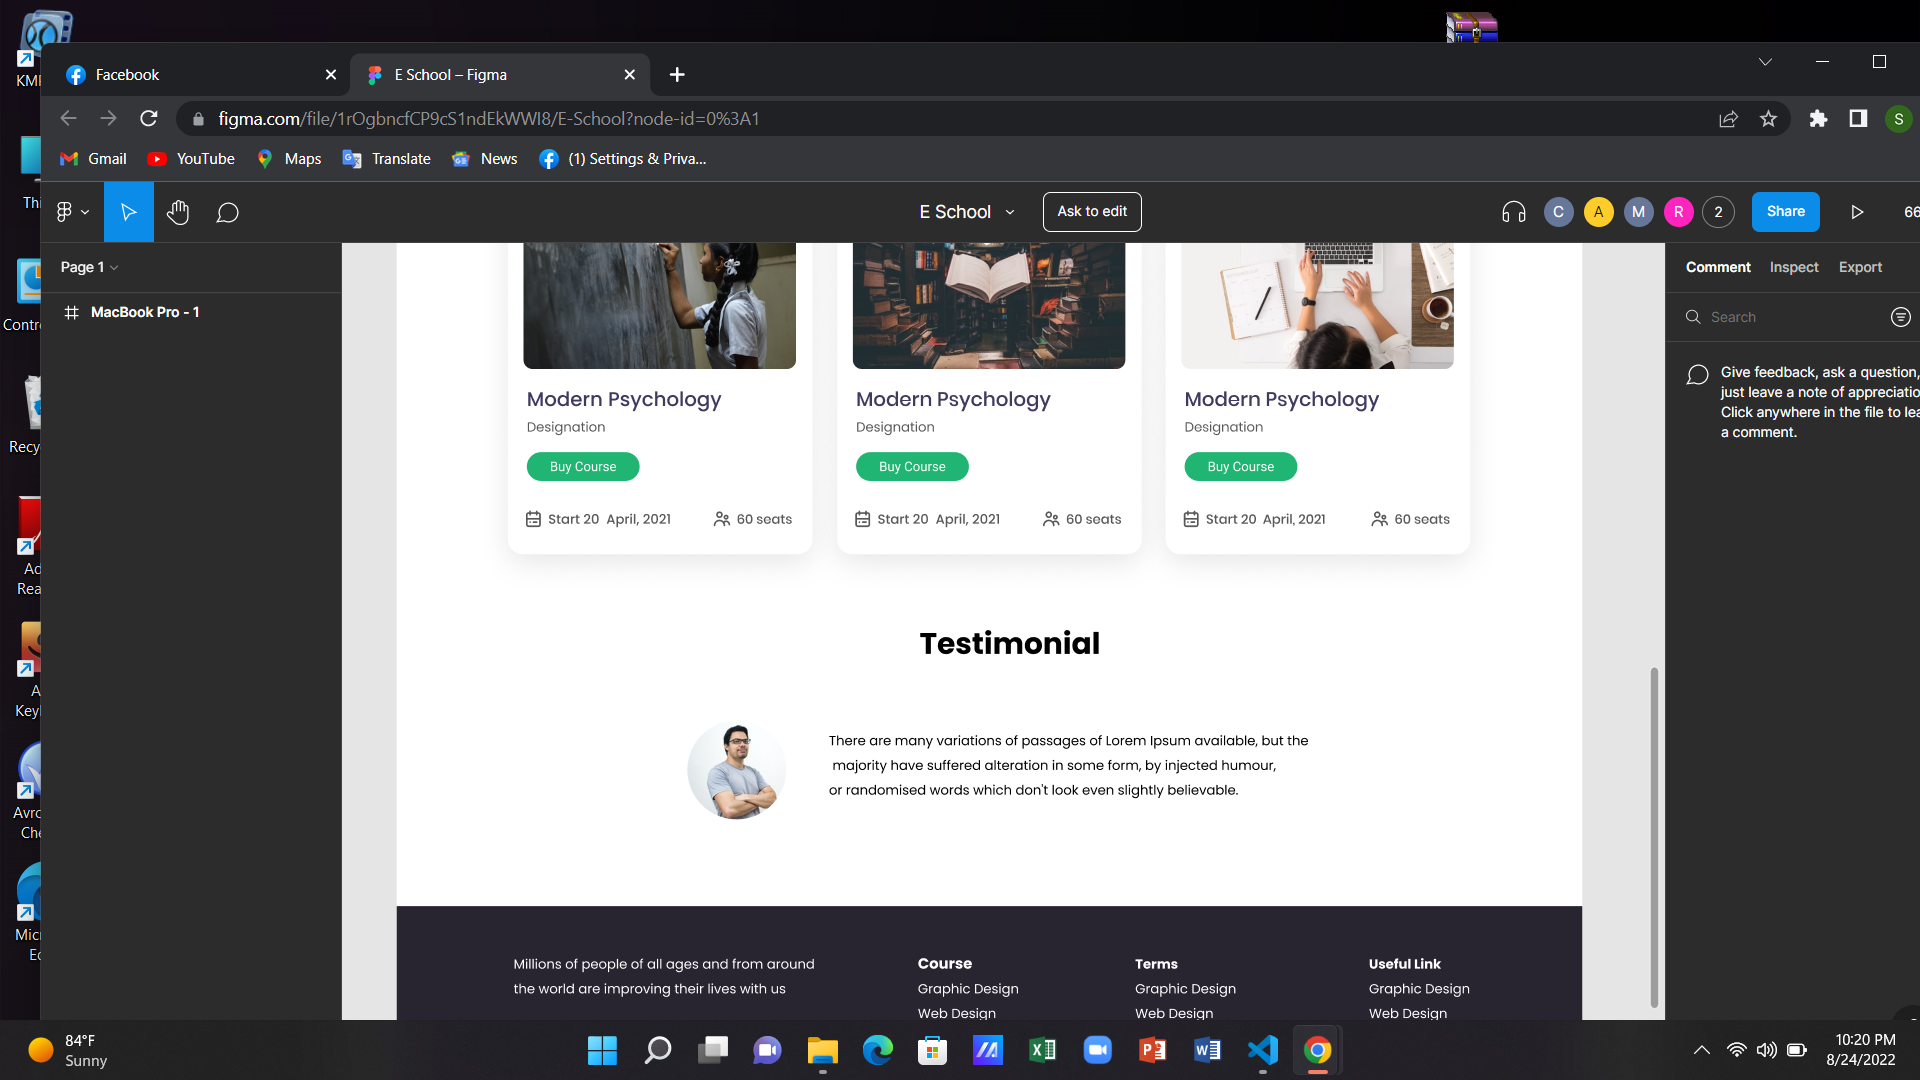 Facebook
E School – Figma
figma.com/file/1rOgbncfCP9cS1ndEkWWI8/E-School?node-id=0%3A1
S
Gmail
YouTube
Maps
Translate
News
(1) Settings & Priva...
E School
Ask to edit
C
A
M
R
2
Share
66
Page 1
MacBook Pro - 1
Comment
Inspect
Export
Search
Give feedback, ask a question,
just leave a note of appreciatio
Click anywhere in the file to lea
a comment.
Modern Psychology
Designation
Buy Course
Start 20 April, 2021
60 seats
Modern Psychology
Designation
Buy Course
Start 20 April, 2021
60 seats
Modern Psychology
Designation
Buy Course
Start 20 April, 2021
60 seats
Testimonial
There are many variations of passages of Lorem Ipsum available, but the
majority have suffered alteration in some form, by injected humour,
or randomised words which don't look even slightly believable.
Millions of people of all ages and from around
the world are improving their lives with us
Course
Graphic Design
Web Design
Terms
Graphic Design
Web Design
Useful Link
Graphic Design
Web Design
KM
Thi
Contr
Recy
Ad
Rea
A
Key
Avro
Che
Mic
Ed
84°F
Sunny
10:20 PM
8/24/2022